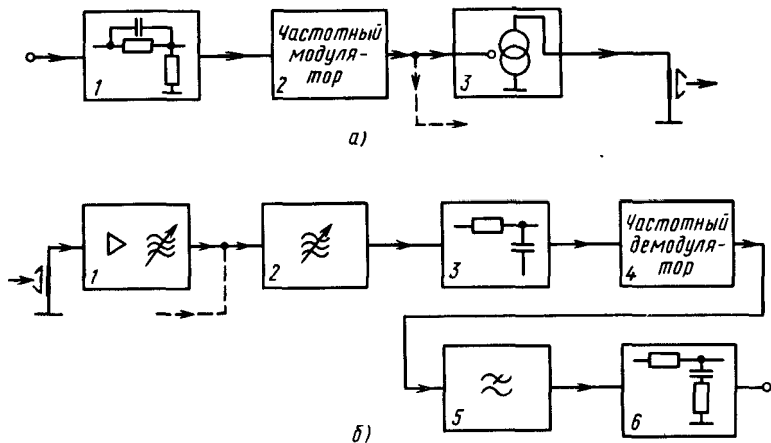 1
Частотный
модуля-
тор
2
3
а)
1
2
3
Частотный
демодуля-
тор
4
5
6
б)